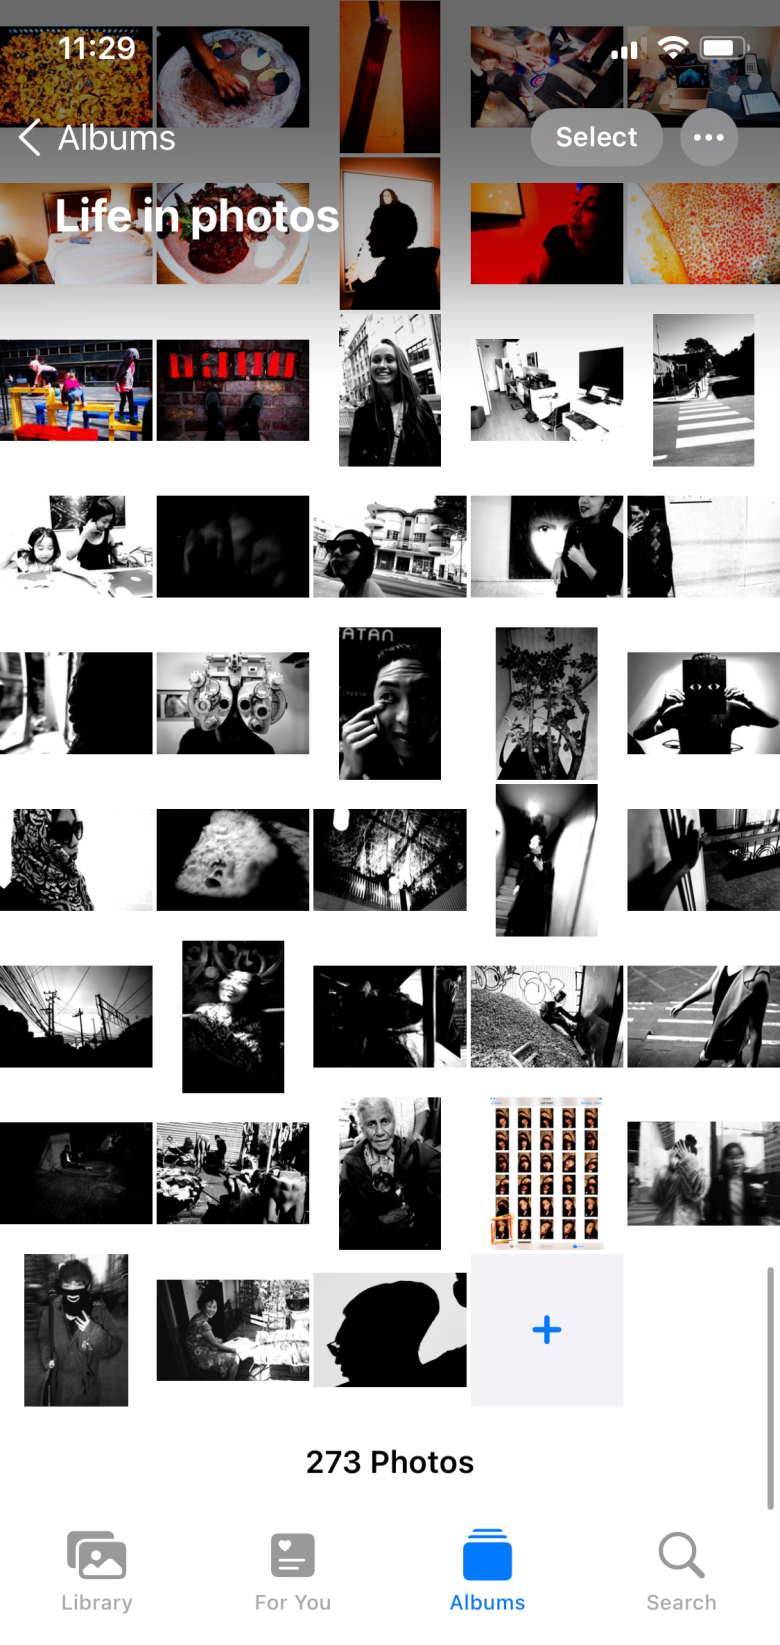 11:29
Albums
Select
Life in photos
ATAN
273 Photos
Library
For You
Albums
Search